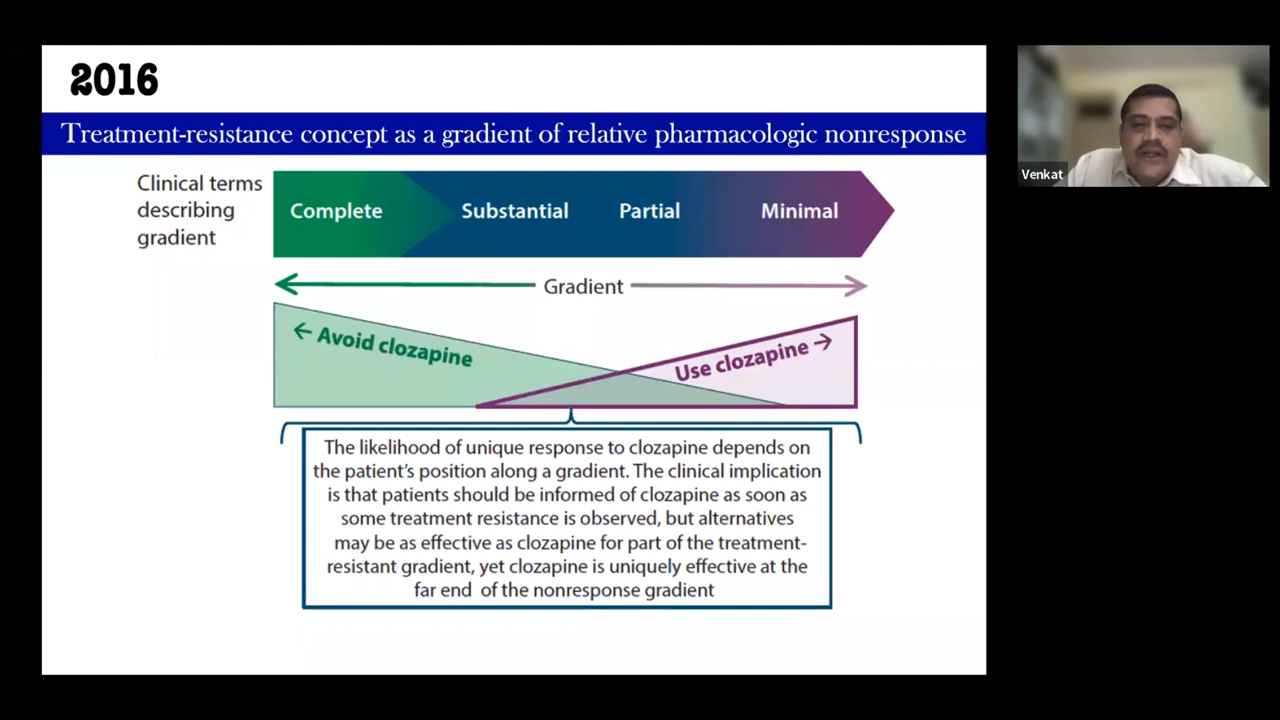 2016
Treatment-resistance concept as a gradient of relative pharmacologic nonresponse
Clinical terms
describing
gradient
Complete
Substantial
Partial
Minimal
Gradient
← Avoid clozapine
Use clozapine →
The likelihood of unique response to clozapine depends on
the patient's position along a gradient. The clinical implication
is that patients should be informed of clozapine as soon as
some treatment resistance is observed, but alternatives
may be as effective as clozapine for part of the treatment-
resistant gradient, yet clozapine is uniquely effective at the
far end of the nonresponse gradient
Venkat